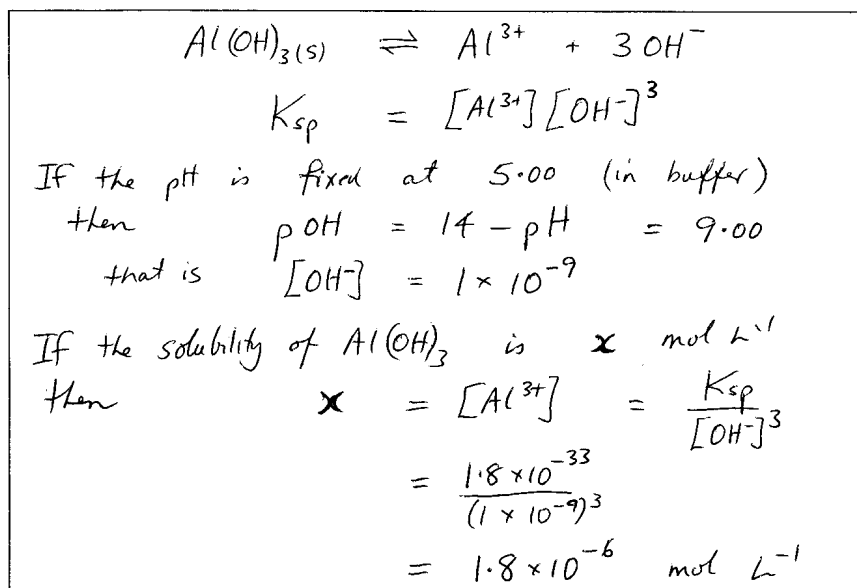 Al(OH)₃(s) ⇌ Al³⁺ + 3 OH⁻
Ksp = [Al³⁺] [OH⁻]³
If the pH is fixed at 5.00 (in buffer)
then pOH = 14 - pH = 9.00
that is [OH⁻] = 1 × 10⁻⁹
If the solubility of Al(OH)₃ is x mol L⁻¹
then x = [Al³⁺] = Ksp / [OH⁻]³
= 1.8 × 10⁻³³ / (1 × 10⁻⁹)³
= 1.8 × 10⁻⁶ mol L⁻¹